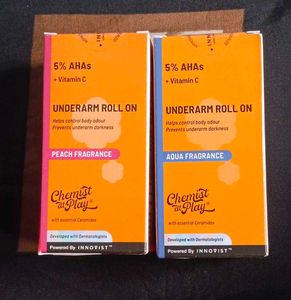 5% AHAs
+ Vitamin C
UNDERARM ROLL ON
Helps control body odour
Prevents underarm darkness
PEACH FRAGRANCE
Chemist
at Play
with essential Ceramides
Developed with Dermatologists
Powered By INNOVIST™
5% AHAs
+ Vitamin C
UNDERARM ROLL ON
Helps control body odour
Prevents underarm darkness
AQUA FRAGRANCE
Chemist
at Play
with essential Ceramides
Developed with Dermatologists
Powered By INNOVIST™